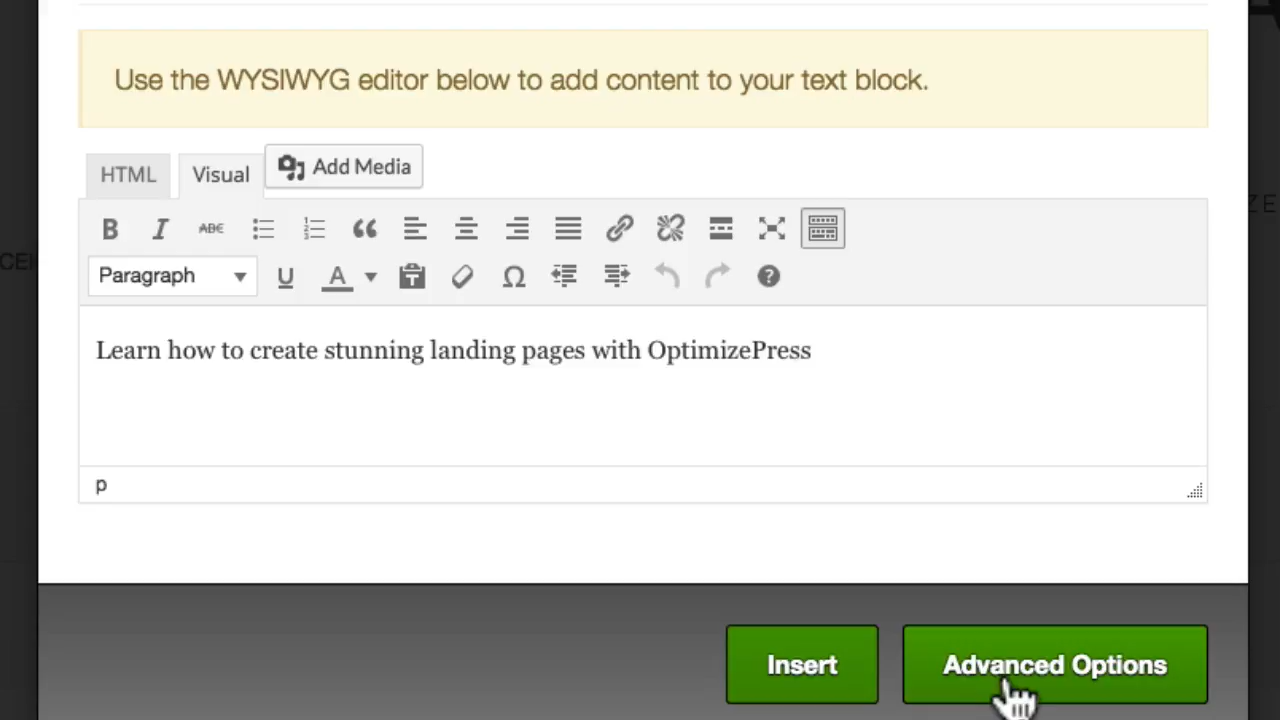 Use the WYSIWYG editor below to add content to your text block.
HTML Visual Add Media
B I ABC
Paragraph U A
Learn how to create stunning landing pages with OptimizePress
p
Insert Advanced Options